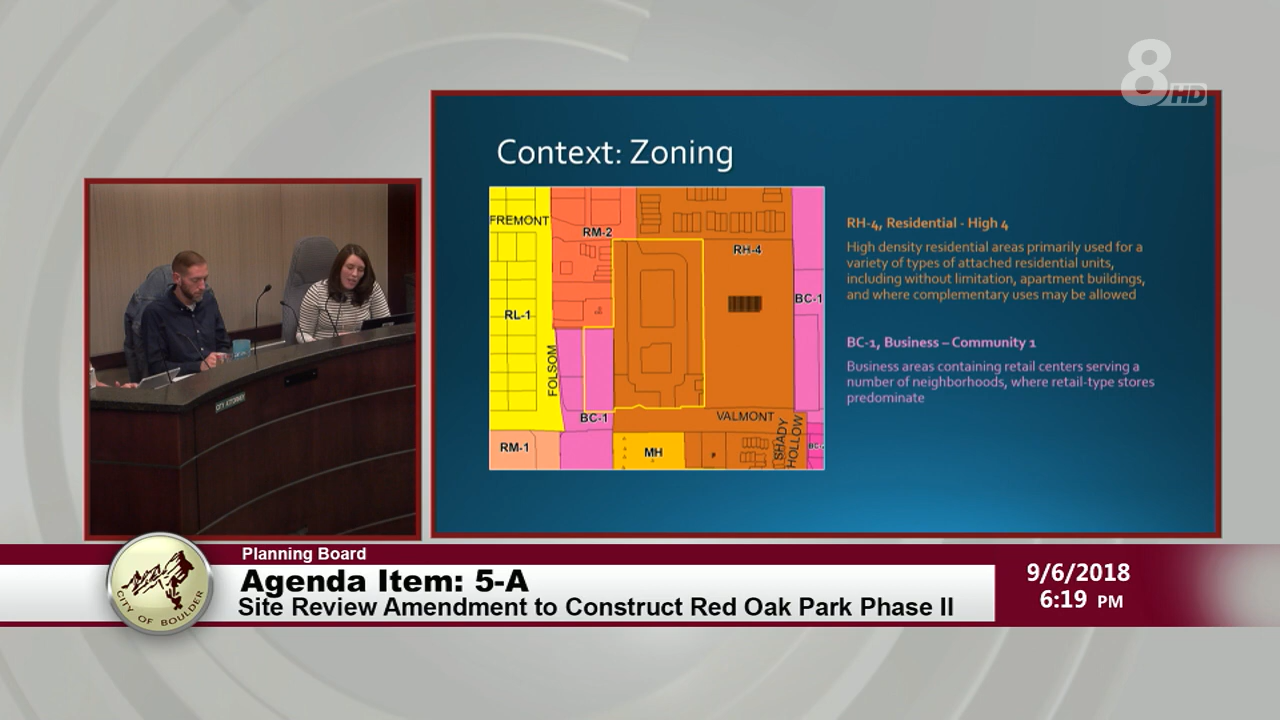 8HD
Context: Zoning
FREMONT
RM-2
RH-4
RL-1
BC-1
FOLSOM
BC-1
VALMONT
SHADY
HOLLOW
RM-1
MH
RH-4, Residential - High 4
High density residential areas primarily used for a
variety of types of attached residential units,
including without limitation, apartment buildings,
and where complementary uses may be allowed
BC-1, Business – Community 1
Business areas containing retail centers serving a
number of neighborhoods, where retail-type stores
predominate
CITY ATTORNEY
Planning Board
Agenda Item: 5-A
Site Review Amendment to Construct Red Oak Park Phase II
9/6/2018
6:19 PM
CITY OF BOULDER